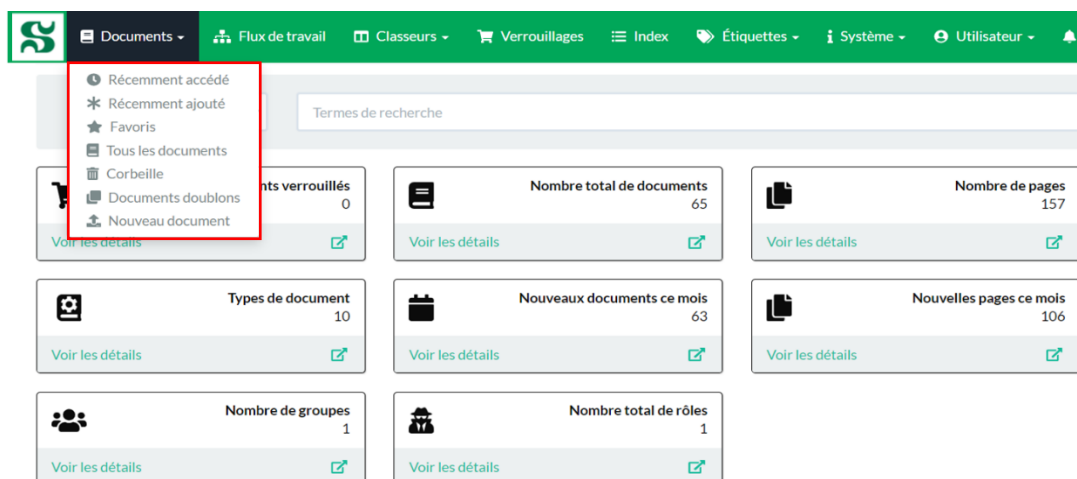 Documents
Flux de travail
Classeurs
Verrouillages
Index
Étiquettes
Système
Utilisateur
Récemment accédé
Récemment ajouté
Favoris
Tous les documents
Corbeille
Documents doublons
Nouveau document
Termes de recherche
nts verrouillés
0
Voir les détails
Nombre total de documents
65
Voir les détails
Nombre de pages
157
Voir les détails
Types de document
10
Voir les détails
Nouveaux documents ce mois
63
Voir les détails
Nouvelles pages ce mois
106
Voir les détails
Nombre de groupes
1
Voir les détails
Nombre total de rôles
1
Voir les détails